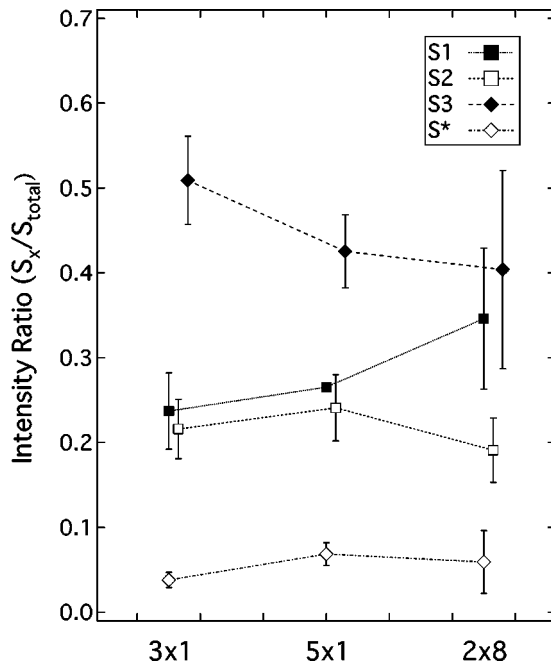 0.7
0.6
0.5
0.4
0.3
0.2
0.1
0.0
Intensity Ratio (Sx/Stotal)
S1
S2
S3
S*
3x1 5x1 2x8